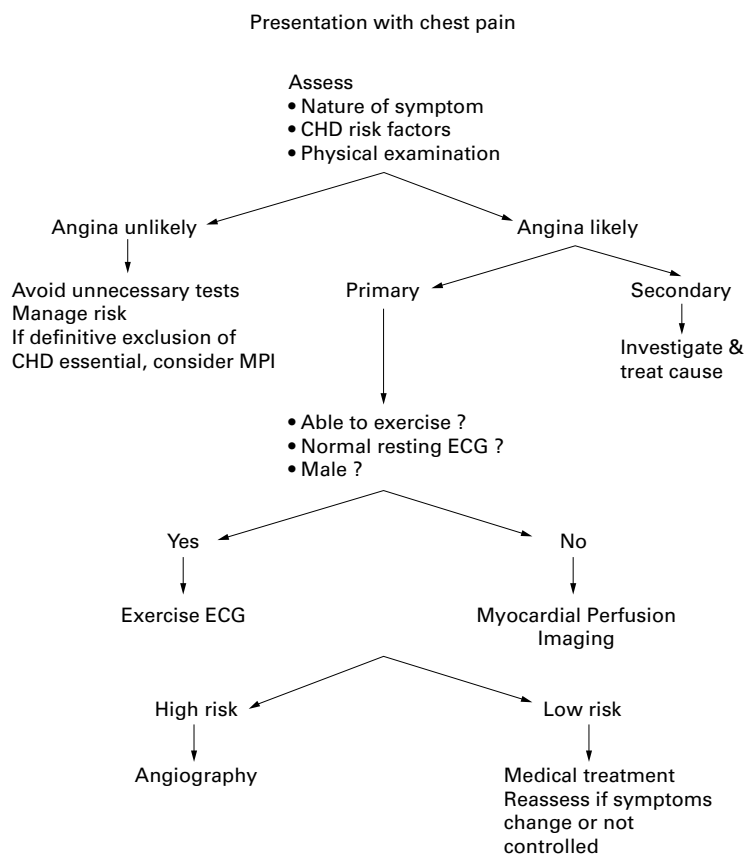 Presentation with chest pain
Assess
• Nature of symptom
• CHD risk factors
• Physical examination
Angina unlikely
Angina likely
Avoid unnecessary tests
Manage risk
If definitive exclusion of
CHD essential, consider MPI
Primary
Secondary
Investigate &
treat cause
• Able to exercise ?
• Normal resting ECG ?
• Male ?
Yes
No
Exercise ECG
Myocardial Perfusion
Imaging
High risk
Low risk
Angiography
Medical treatment
Reassess if symptoms
change or not
controlled